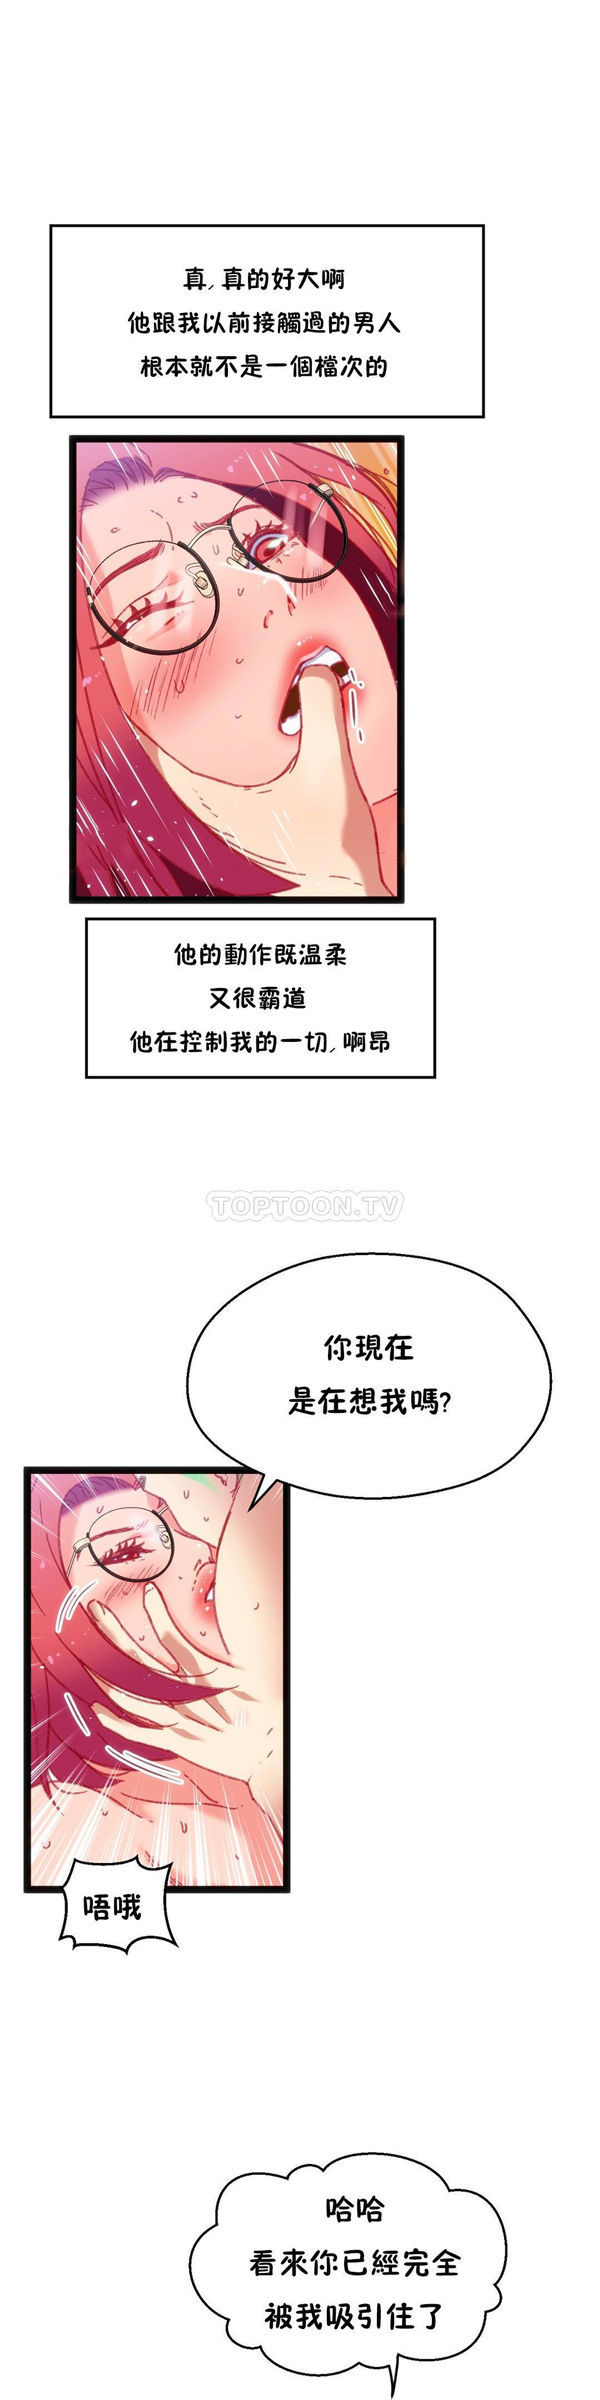 真,真的好大啊
他跟我以前接觸過的男人
根本就不是一個檔次的
他的動作既溫柔
又很霸道
他在控制我的一切,啊昂
TOPTOON.TV
你現在
是在想我嗎?
唔哦
哈哈
看來你已經完全
被我吸引住了